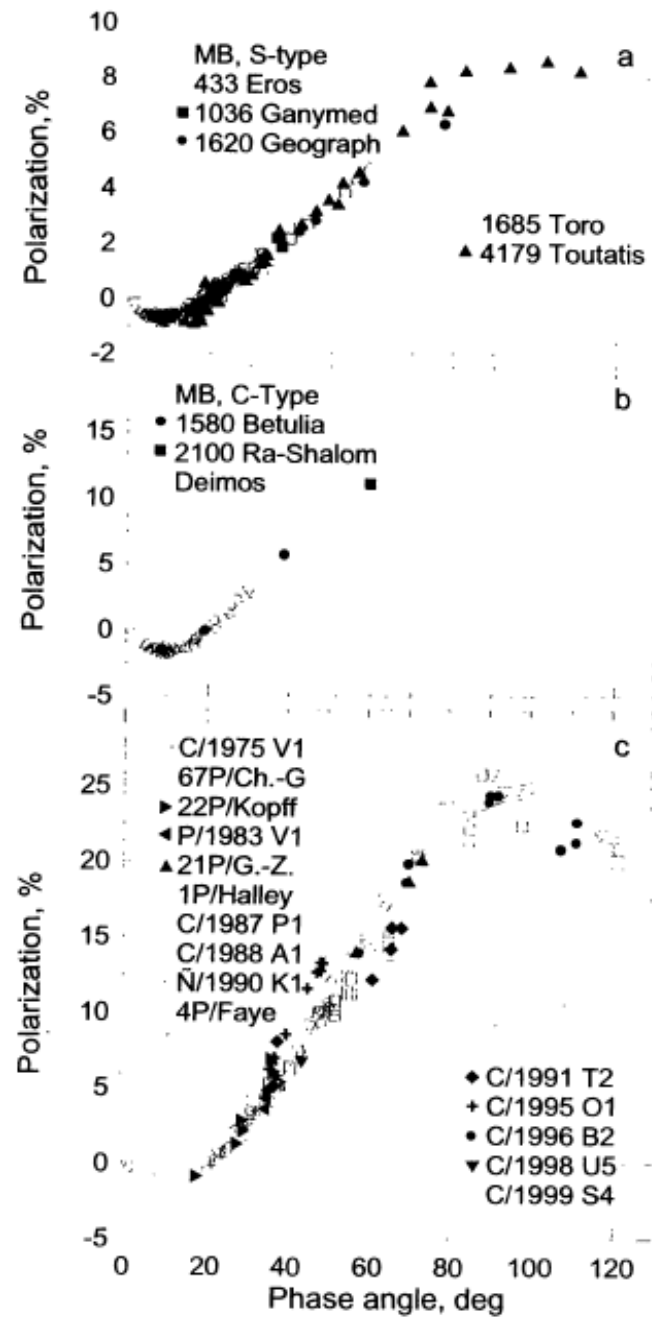 10
8
6
4
2
0
-2
Polarization,%
a
MB, S-type
433 Eros
1036 Ganymed
1620 Geograph
1685 Toro
4179 Toutatis
15
10
5
0
-5
Polarization, %
b
MB, C-Type
1580 Betulia
2100 Ra-Shalom
Deimos
25
20
15
10
5
0
-5
Polarization, %
c
C/1975 V1
67P/Ch.-G
22P/Kopff
P/1983 V1
21P/G.-Z.
1P/Halley
C/1987 P1
C/1988 A1
Ñ/1990 K1
4P/Faye
C/1991 T2
C/1995 O1
C/1996 B2
C/1998 U5
C/1999 S4
0 20 40 60 80 100 120
Phase angle, deg